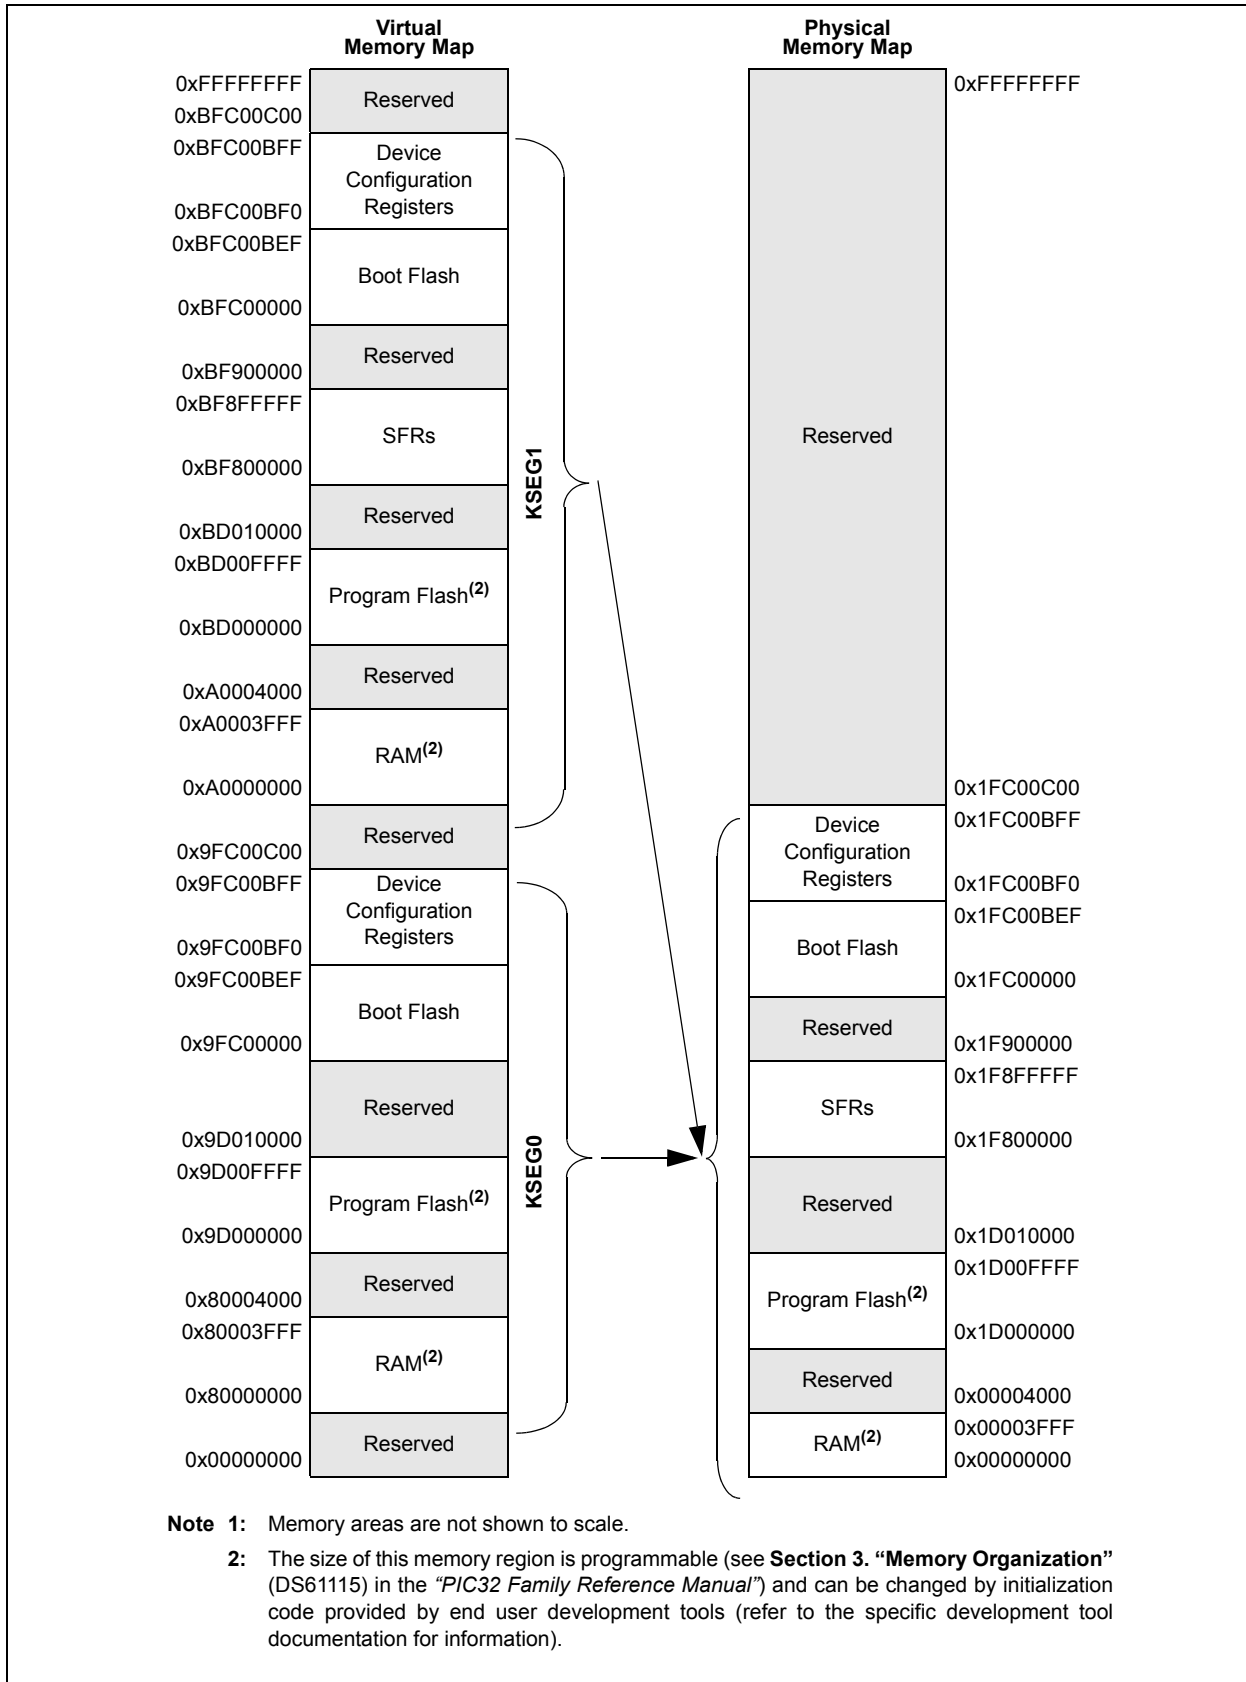 Virtual
Memory Map
0xFFFFFFFF
Reserved
0xBFC00C00
0xBFC00BFF
Device
Configuration
Registers
0xBFC00BF0
0xBFC00BEF
Boot Flash
0xBFC00000
Reserved
0xBF900000
0xBF8FFFFF
SFRs
0xBF800000
Reserved
0xBD010000
0xBD00FFFF
Program Flash(2)
0xBD000000
Reserved
0xA0004000
0xA0003FFF
RAM(2)
0xA0000000
Reserved
0x9FC00C00
0x9FC00BFF
Device
Configuration
Registers
0x9FC00BF0
0x9FC00BEF
Boot Flash
0x9FC00000
Reserved
0x9D010000
0x9D00FFFF
Program Flash(2)
0x9D000000
Reserved
0x80004000
0x80003FFF
RAM(2)
0x80000000
Reserved
0x00000000
KSEG1
KSEG0
Physical
Memory Map
0xFFFFFFFF
Reserved
0x1FC00C00
0x1FC00BFF
Device
Configuration
Registers
0x1FC00BF0
0x1FC00BEF
Boot Flash
0x1FC00000
Reserved
0x1F900000
0x1F8FFFFF
SFRs
0x1F800000
Reserved
0x1D010000
0x1D00FFFF
Program Flash(2)
0x1D000000
Reserved
0x00004000
0x00003FFF
RAM(2)
0x00000000
Note 1: Memory areas are not shown to scale.
2: The size of this memory region is programmable (see Section 3. “Memory Organization”
(DS61115) in the “PIC32 Family Reference Manual”) and can be changed by initialization
code provided by end user development tools (refer to the specific development tool
documentation for information).